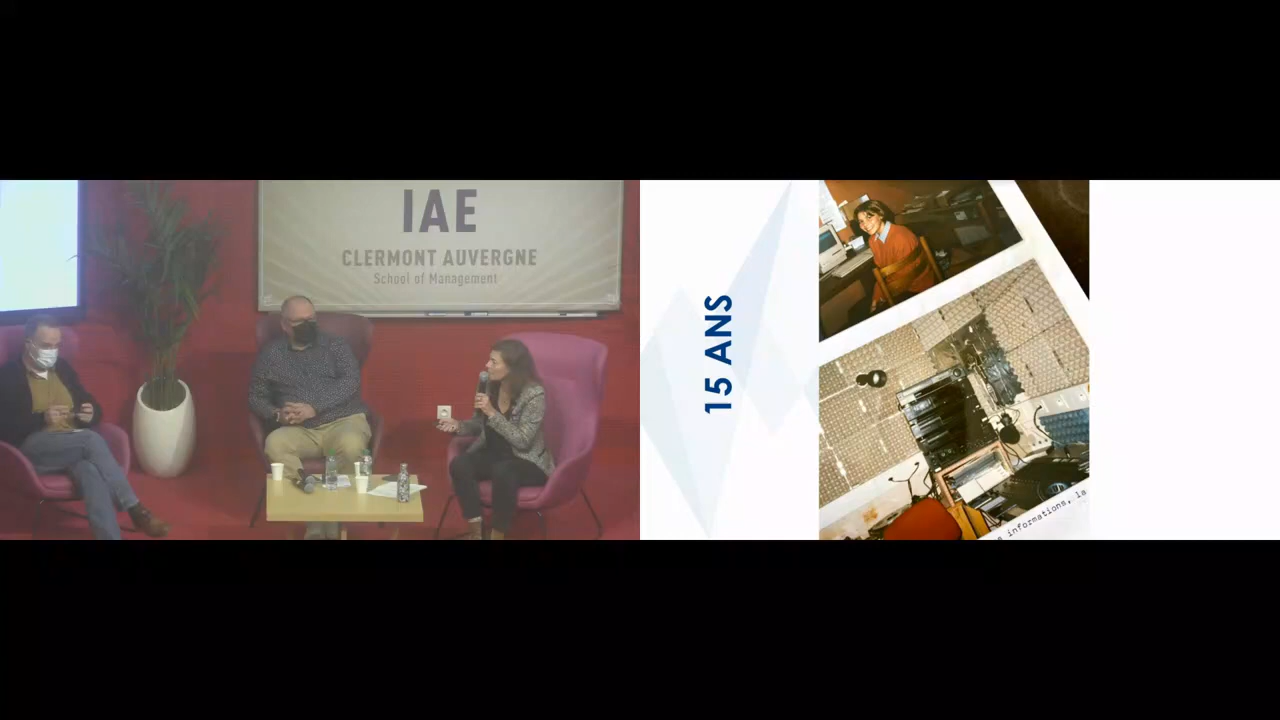 IAE
CLERMONT AUVERGNE
School of Management
15 ANS
informations, la